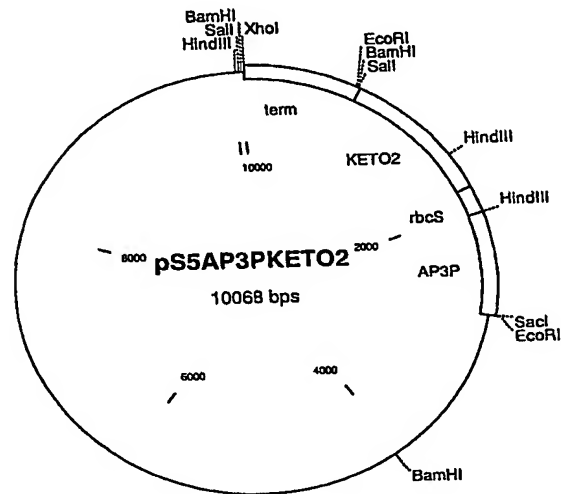 BamHI
SalI XhoI
HindIII
EcoRI
BamHI
SalI
term
HindIII
KETO2
10000
HindIII
rbcS
2000
8000
pS5AP3PKETO2
AP3P
10068 bps
SacI
EcoRI
6000
4000
BamHI